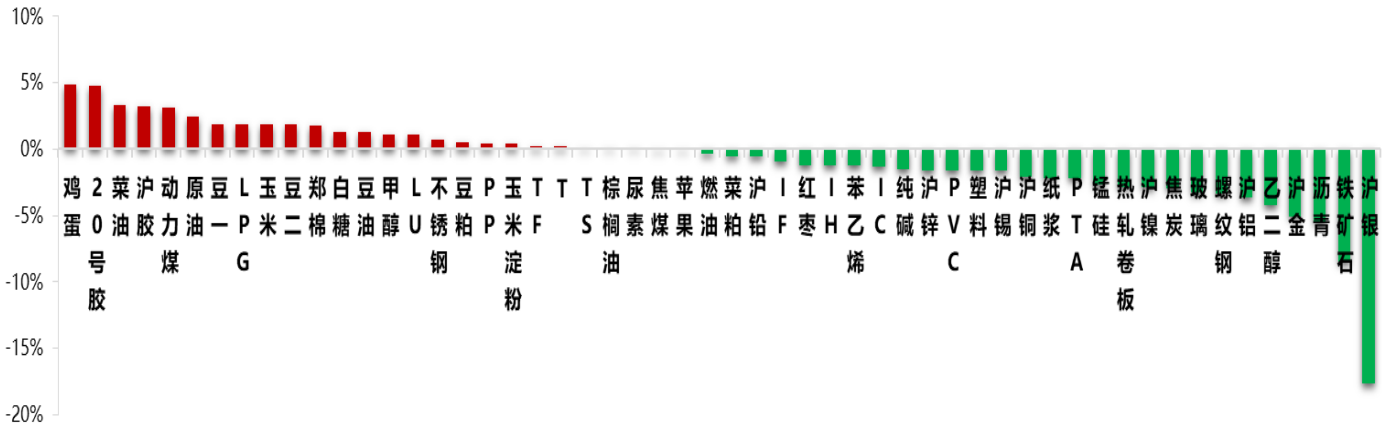 10%
5%
0%
-5%
-10%
-15%
-20%
鸡蛋
20号胶
菜油
沪胶
动力煤
原油
豆一
LPG
玉米
豆二
郑棉
白糖
豆油
甲醇
LU
不锈钢
豆粕
PP
玉米淀粉
TF
T
TS
棕榈油
尿素
焦煤
苹果
燃油
菜粕
沪铅
IF
红枣
IH
苯乙烯
IC
纯碱
沪锌
PVC
塑料
沪锡
沪铜
纸浆
PTA
锰硅
热轧卷板
沪镍
焦炭
玻璃
螺纹钢
沪铝
乙二醇
沪金
沥青
铁矿石
沪银